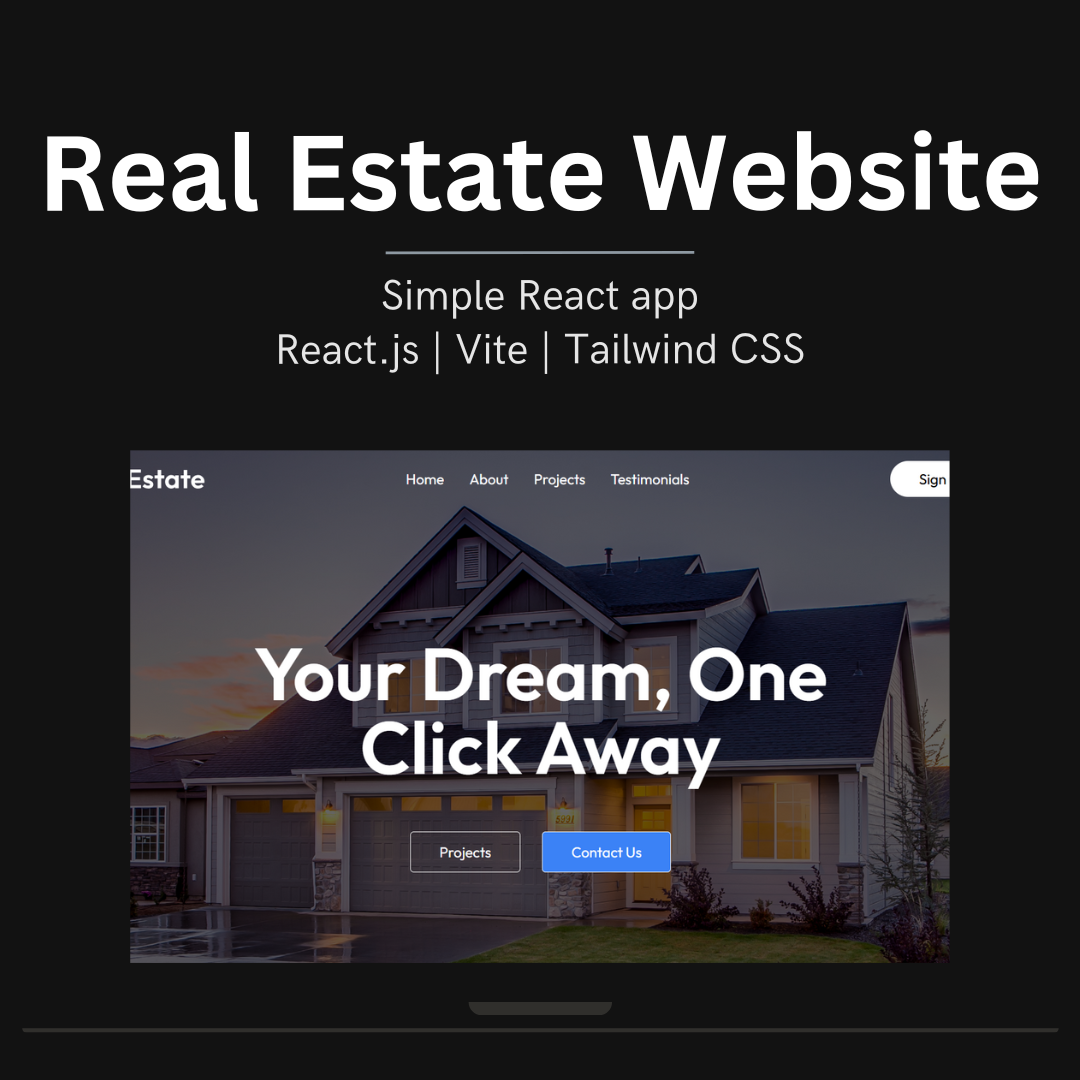 Real Estate Website
Simple React app
React.js | Vite | Tailwind CSS
Estate Home About Projects Testimonials Sign
Your Dream, One
Click Away
Projects Contact Us